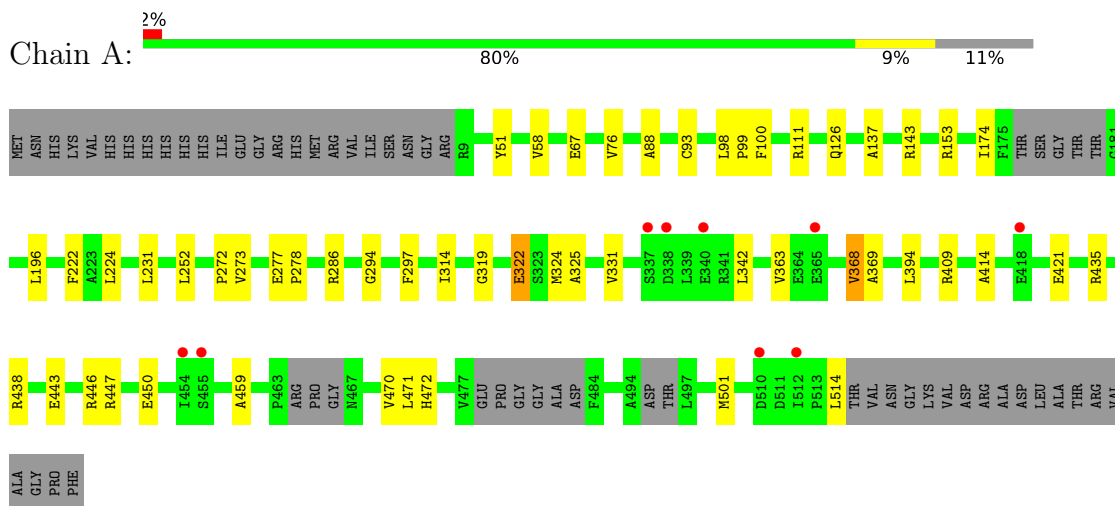 2%
Chain A:
80% 9% 11%
MET ASN HIS LYS VAL HIS HIS HIS HIS HIS HIS ILE GLU GLY ARG HIS MET ARG VAL ILE SER ASN GLY ARG R9 Y51 V58 E67 V76 A88 C93 L98 P99 F100 R111 Q126 A137 R143 R153 I174 F175 THR SER GLY THR THR
L196 F222 A223 L224 L231 L252 P272 V273 E277 P278 R286 G294 F297 I314 G319 E322 S323 M324 A325 V331 S337 D338 L339 E340 R341 L342 V363 E364 E365 V368 A369 L394 R409 A414 E418 E421 R435
R438 E443 R446 R447 E450 I454 S455 A459 P463 ARG PRO GLY N467 V470 L471 H472 V477 GLU PRO GLY GLY ALA ASP F484 A494 ASP THR L497 M501 D510 D511 I512 P513 L514 THR VAL ASN GLY LYS VAL ASP ARG ALA ASP LEU ALA THR ARG
ALA GLY PRO PHE